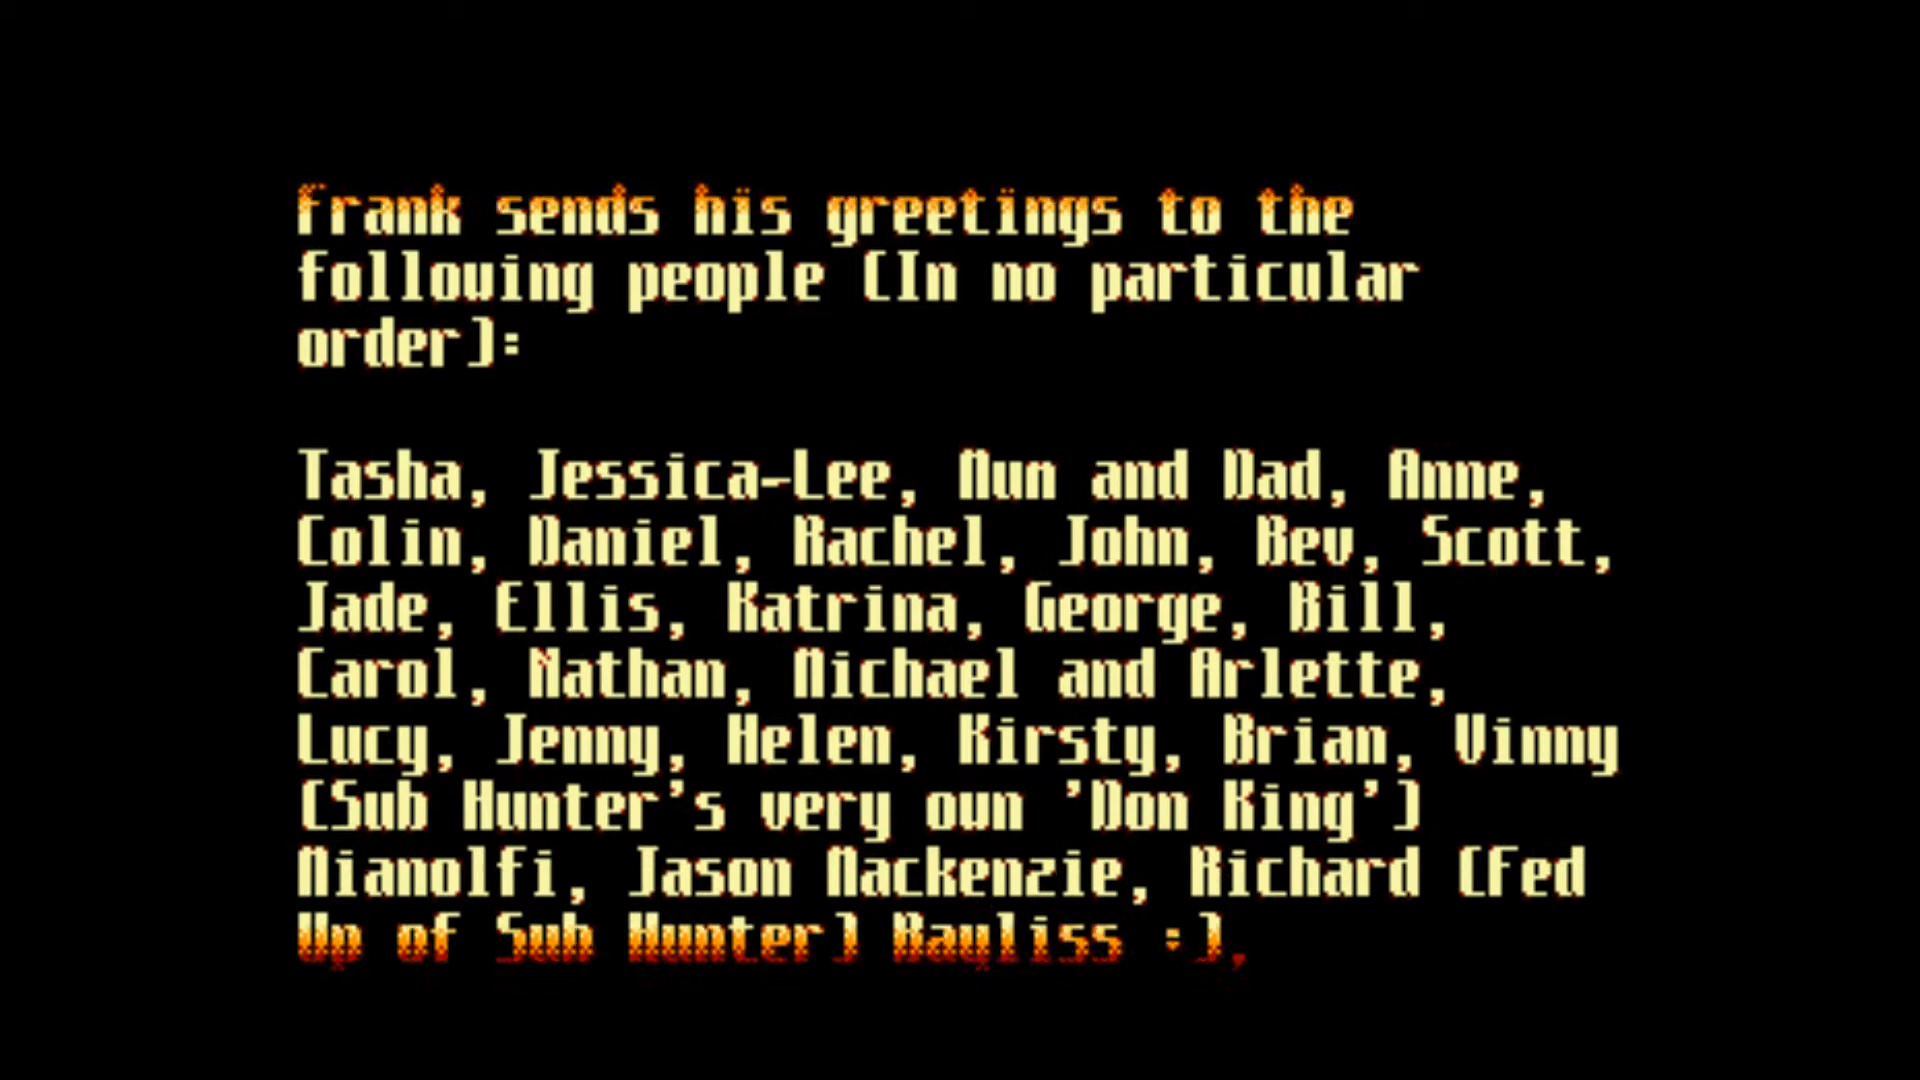 Frank sends his greetings to the
following people (In no particular
order):
Tasha, Jessica-Lee, Mum and Dad, Anne,
Colin, Daniel, Rachel, John, Bev, Scott,
Jade, Ellis, Katrina, George, Bill,
Carol, Nathan, Michael and Arlette,
Lucy, Jenny, Helen, Kirsty, Brian, Vinny
(Sub Hunter's very own 'Don King')
Mianolfi, Jason Mackenzie, Richard (Fed
Up of Sub Hunter) Bayliss :),